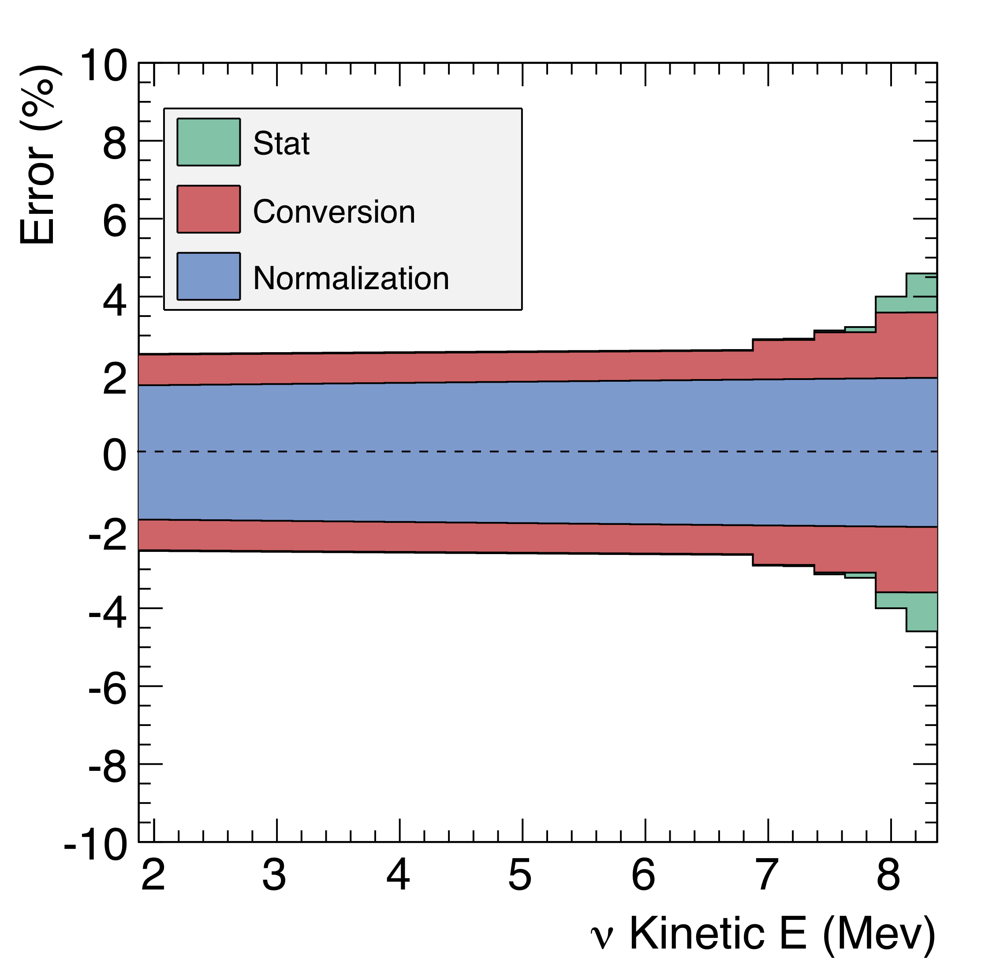 Error (%)
10
8
6
4
2
0
-2
-4
-6
-8
-10
Stat
Conversion
Normalization
2 3 4 5 6 7 8
ν Kinetic E (Mev)